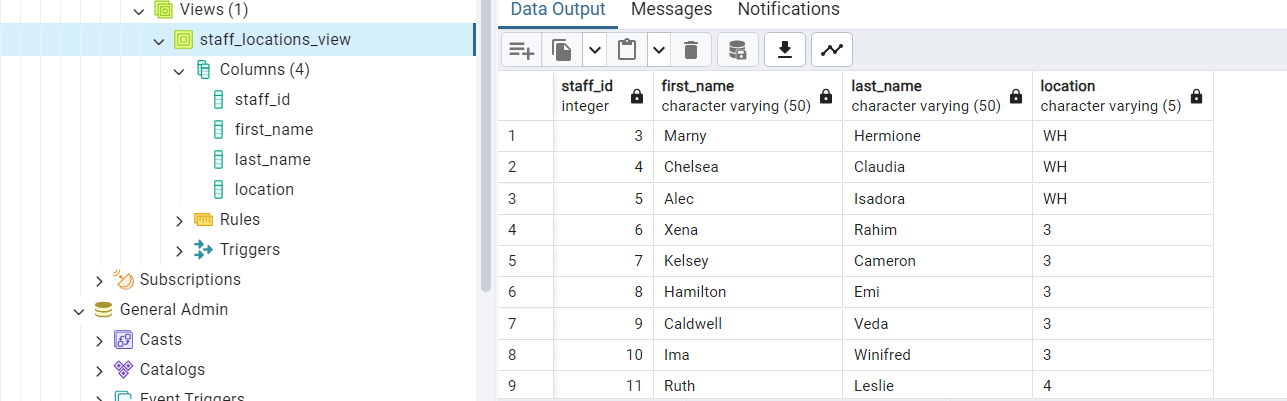 Views (1)
staff_locations_view
Columns (4)
staff_id
first_name
last_name
location
Rules
Triggers
Subscriptions
General Admin
Casts
Catalogs
Event Triggers
Data Output Messages Notifications
staff_id first_name last_name location
integer character varying (50) character varying (50) character varying (5)
1 3 Marny Hermione WH
2 4 Chelsea Claudia WH
3 5 Alec Isadora WH
4 6 Xena Rahim 3
5 7 Kelsey Cameron 3
6 8 Hamilton Emi 3
7 9 Caldwell Veda 3
8 10 Ima Winifred 3
9 11 Ruth Leslie 4